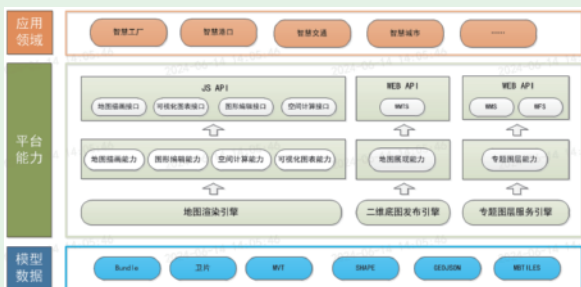 应用
领域
智慧工厂 智慧港口 智慧交通 智慧城市 ......
平台
能力
JS API
地图描画接口 可视化图表接口 图形编辑接口 空间计算接口
WEB API
WMTS
WEB API
WMS WFS
地图描画能力 图形编辑能力 空间计算能力 可视化图表能力
地图展现能力
专题图层能力
地图渲染引擎 二维底图发布引擎 专题图层服务引擎
模型
数据
Bundle 卫片 MVT SHAPE GEOJSON MBTILES